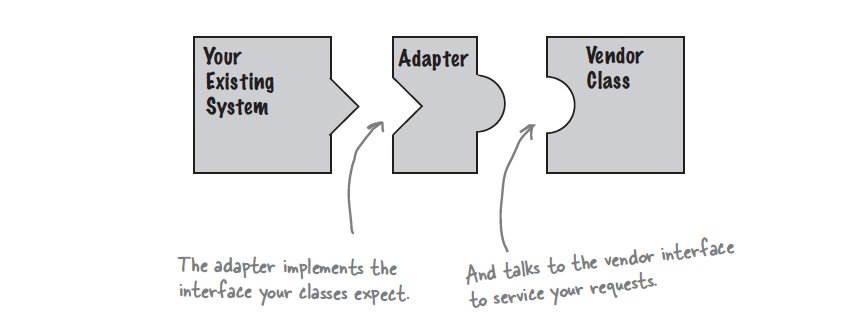 Your
Existing
System
Adapter
Vendor
Class
The adapter implements the
interface your classes expect.
And talks to the vendor interface
to service your requests.